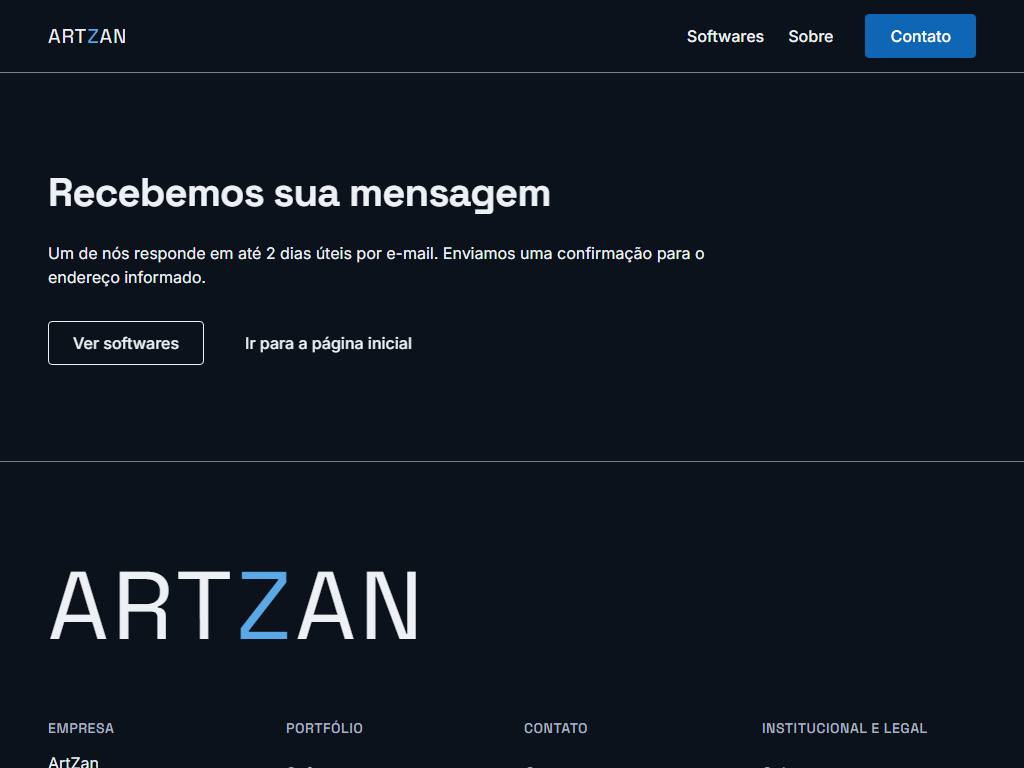 ARTZAN
Softwares Sobre Contato
Recebemos sua mensagem
Um de nós responde em até 2 dias úteis por e-mail. Enviamos uma confirmação para o
endereço informado.
Ver softwares Ir para a página inicial
ARTZAN
EMPRESA PORTFÓLIO CONTATO INSTITUCIONAL E LEGAL
ArtZan